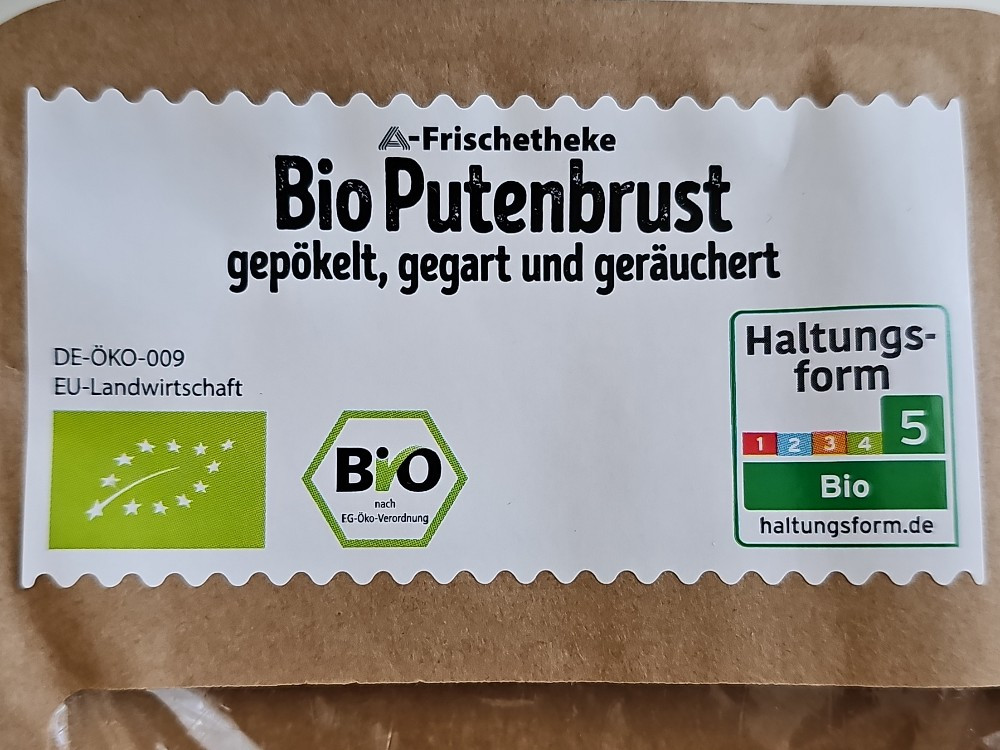 A-Frischetheke
Bio Putenbrust
gepökelt, gegart und geräuchert
DE-ÖKO-009
EU-Landwirtschaft
Bio
nach
EG-Öko-Verordnung
Haltungs-
form
1 2 3 4 5
Bio
haltungsform.de